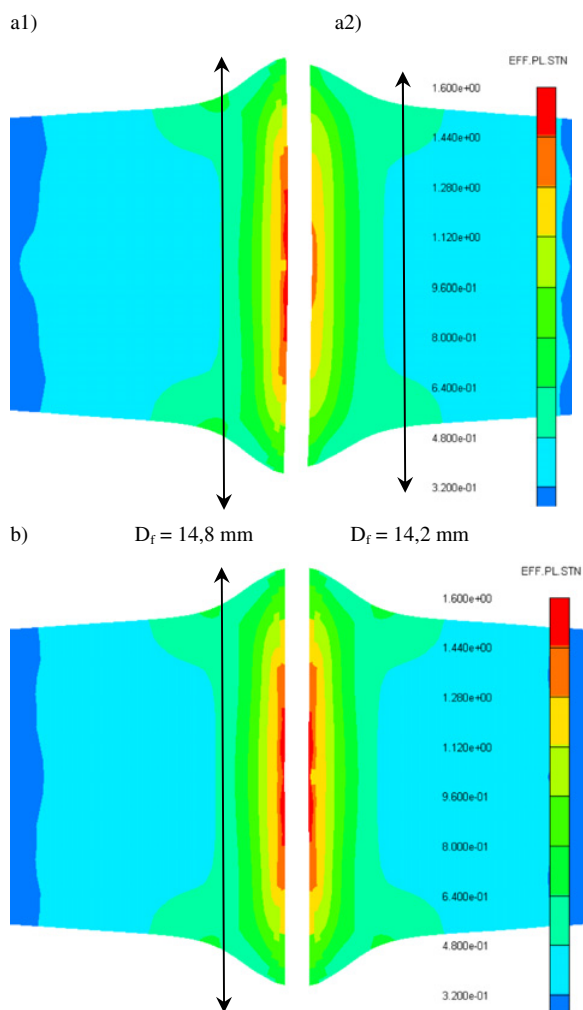 a1) a2)
EFF.PL.STN
1.600e+00
1.440e+00
1.280e+00
1.120e+00
9.600e-01
8.000e-01
6.400e-01
4.800e-01
3.200e-01
b) D_f = 14,8 mm D_f = 14,2 mm
EFF.PL.STN
1.600e+00
1.440e+00
1.280e+00
1.120e+00
9.600e-01
8.000e-01
6.400e-01
4.800e-01
3.200e-01